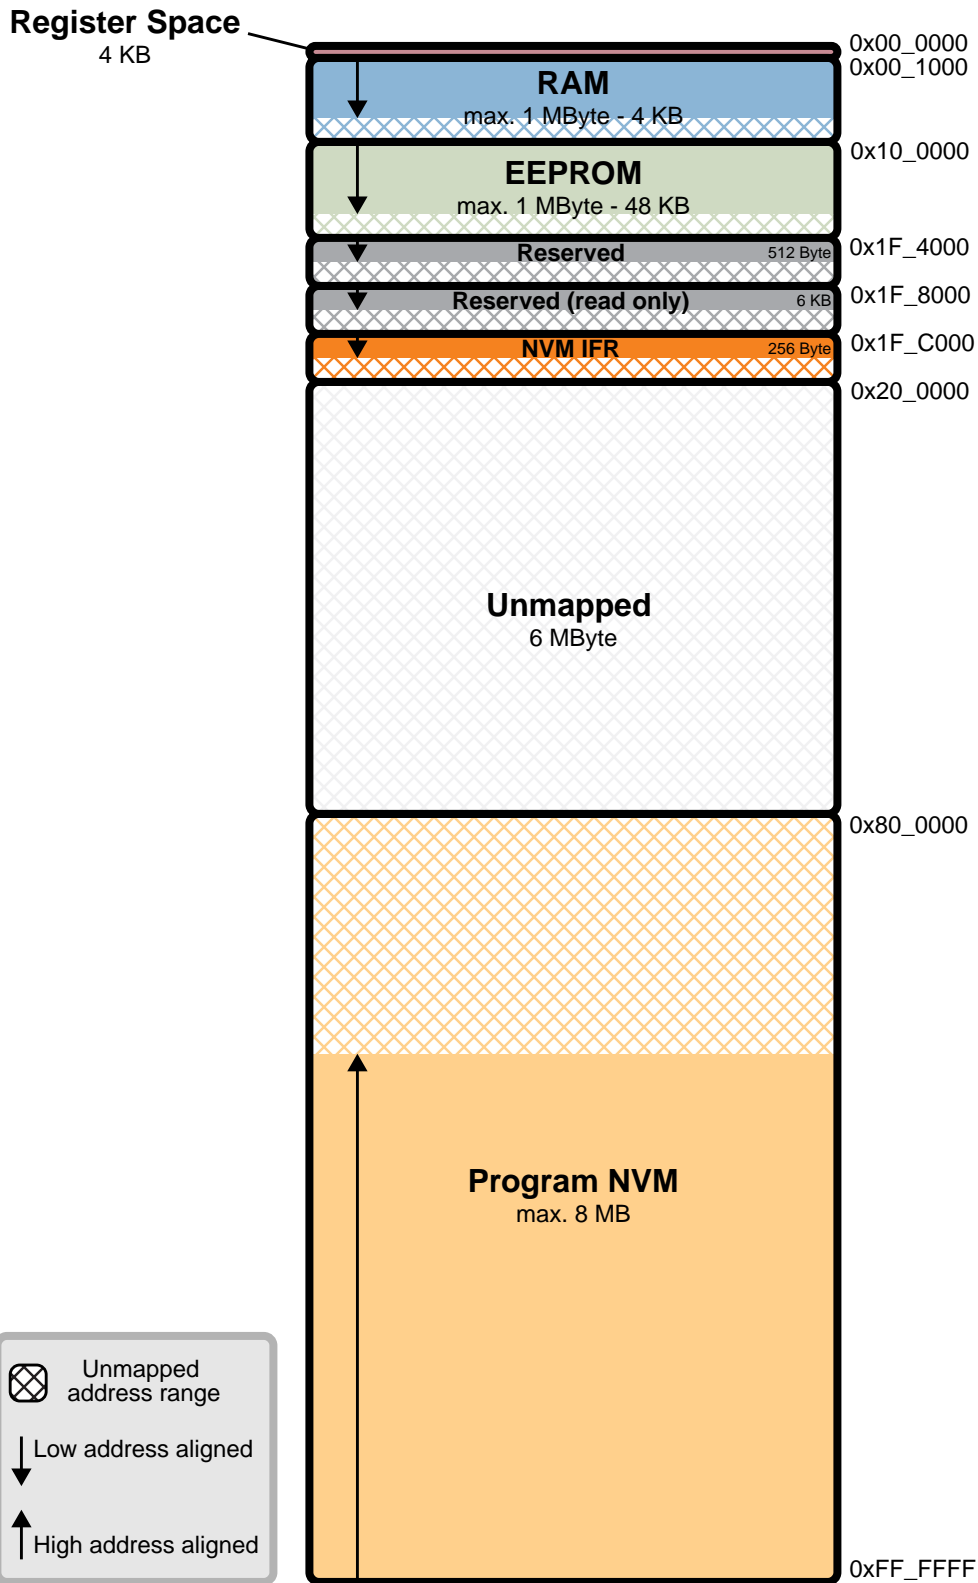 Register Space
4 KB
0x00_0000
0x00_1000
RAM
max. 1 MByte - 4 KB
0x10_0000
EEPROM
max. 1 MByte - 48 KB
0x1F_4000
Reserved 512 Byte
0x1F_8000
Reserved (read only) 6 KB
0x1F_C000
NVM IFR 256 Byte
0x20_0000
Unmapped
6 MByte
0x80_0000
Program NVM
max. 8 MB
Unmapped
address range
Low address aligned
High address aligned
0xFF_FFFF